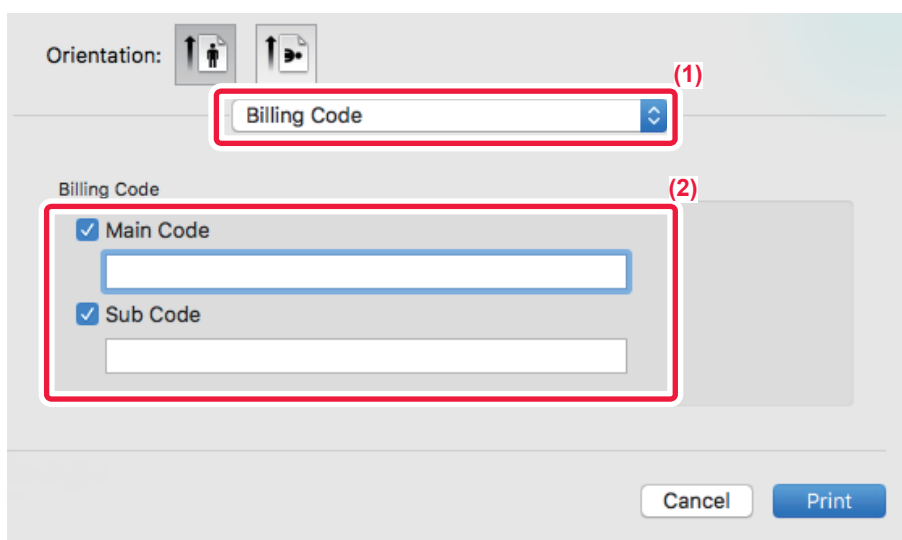 Orientation:
(1)
Billing Code
Billing Code
(2)
Main Code
Sub Code
Cancel
Print